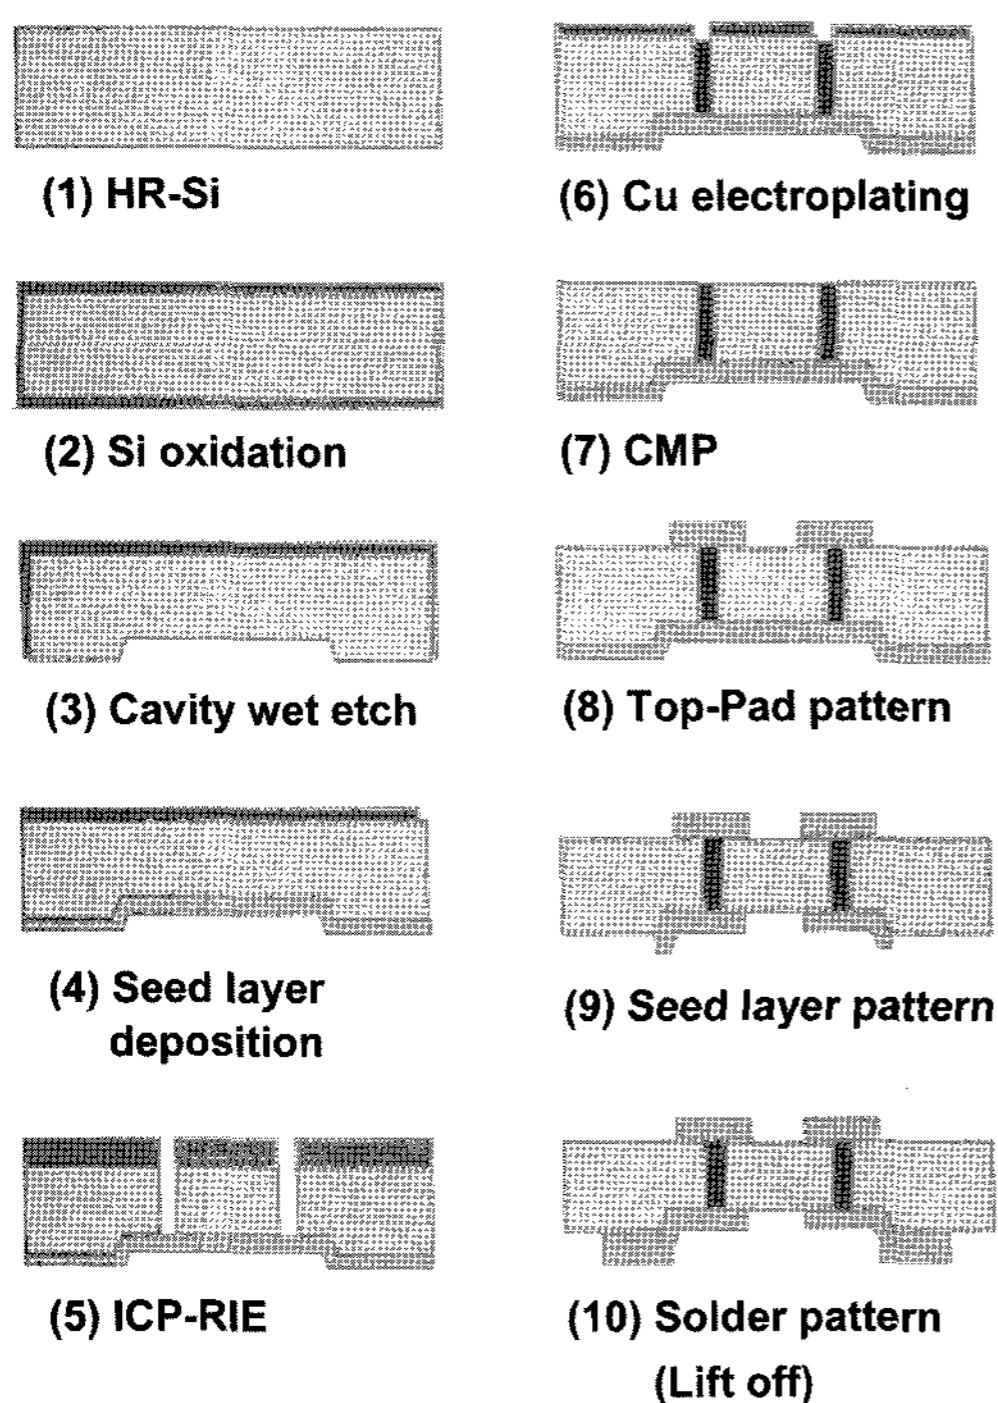 (1) HR-Si
(2) Si oxidation
(3) Cavity wet etch
(4) Seed layer
deposition
(5) ICP-RIE
(6) Cu electroplating
(7) CMP
(8) Top-Pad pattern
(9) Seed layer pattern
(10) Solder pattern
(Lift off)